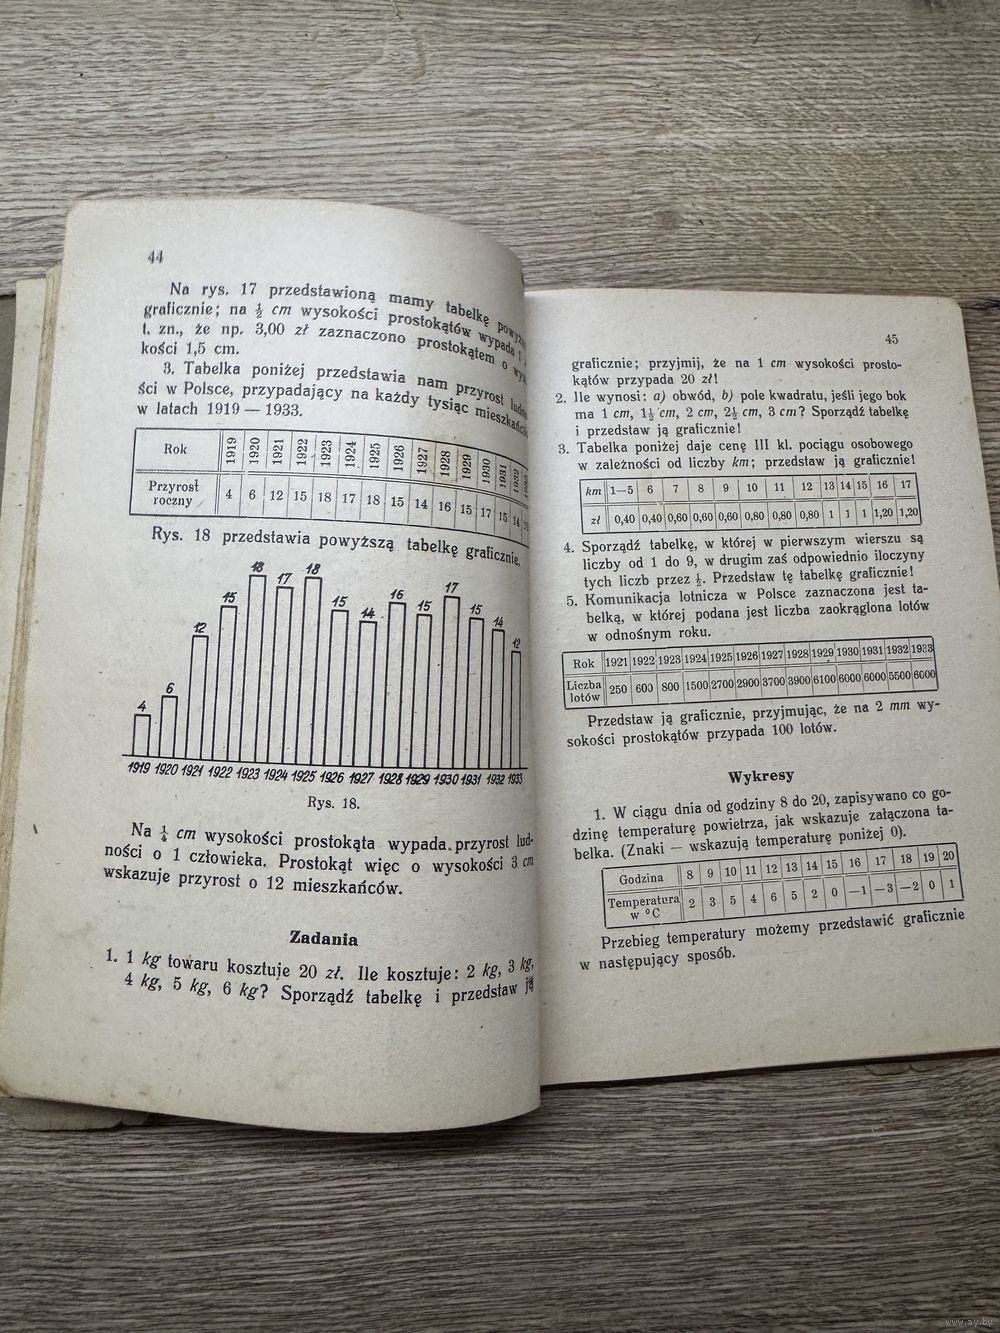 44
Na rys. 17 przedstawioną mamy tabelkę
graficznie; na ½ cm wysokości prostokątów wypada 1
t. zn., że np. 3,00 zł zaznaczono prostokątem o
kości 1,5 cm.
3. Tabelka poniżej przedstawia nam przyrost
ści w Polsce, przypadający na każdy tysiąc mieszkańców
w latach 1919 — 1933.
Rok 1919 1920 1921 1922 1923 1924 1925 1926 1927 1928 1929 1930 1931 1932
Przyrost
roczny 4 6 12 15 18 17 18 15 14 16 15 17 15 14
Rys. 18 przedstawia powyższą tabelkę graficznie.
4 6 12 15 18 17 18 15 14 16 15 17 15 14 12
1919 1920 1921 1922 1923 1924 1925 1926 1927 1928 1929 1930 1931 1932 1933
Rys. 18.
Na ¼ cm wysokości prostokąta wypada przyrost lud-
ności o 1 człowieka. Prostokąt więc o wysokości 3 cm
wskazuje przyrost o 12 mieszkańców.
Zadania
1. 1 kg towaru kosztuje 20 zł. Ile kosztuje: 2 kg, 3 kg,
4 kg, 5 kg, 6 kg? Sporządź tabelkę i przedstaw ją
45
graficznie; przyjmij, że na 1 cm wysokości prosto-
kątów przypada 20 zł!
2. Ile wynosi: a) obwód, b) pole kwadratu, jeśli jego bok
ma 1 cm, 1½ cm, 2 cm, 2½ cm, 3 cm? Sporządź tabelkę
i przedstaw ją graficznie!
3. Tabelka poniżej daje cenę III kl. pociągu osobowego
w zależności od liczby km; przedstaw ją graficznie!
km 1—5 6 7 8 9 10 11 12 13 14 15 16 17
zł 0,40 0,40 0,60 0,60 0,60 0,80 0,80 0,80 1 1 1 1,20 1,20
4. Sporządź tabelkę, w której w pierwszym wierszu są
liczby od 1 do 9, w drugim zaś odpowiednio iloczyny
tych liczb przez ½. Przedstaw tę tabelkę graficznie!
5. Komunikacja lotnicza w Polsce zaznaczona jest ta-
belką, w której podana jest liczba zaokrąglona lotów
w odnośnym roku.
Rok 1921 1922 1923 1924 1925 1926 1927 1928 1929 1930 1931 1932 1933
Liczba
lotów 250 600 800 1500 2700 2900 3700 3900 6100 6000 6000 5500 6000
Przedstaw ją graficznie, przyjmując, że na 2 mm wy-
sokości prostokątów przypada 100 lotów.
Wykresy
1. W ciągu dnia od godziny 8 do 20, zapisywano co go-
dzinę temperaturę powietrza, jak wskazuje załączona ta-
belka. (Znaki — wskazują temperaturę poniżej 0).
Godzina 8 9 10 11 12 13 14 15 16 17 18 19 20
Temperatura
w °C 2 3 5 4 6 5 2 0 —1 —3 —2 0 1
Przebieg temperatury możemy przedstawić graficznie
w następujący sposób.
www.ay.by